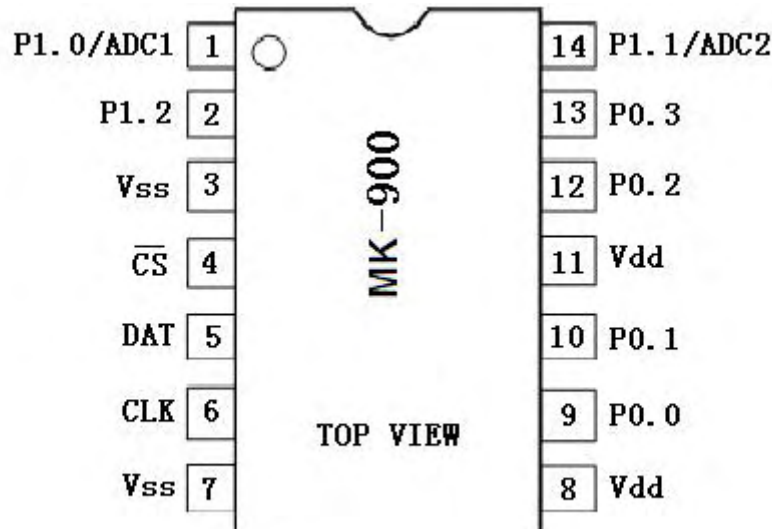 P1.0/ADC1 1 14 P1.1/ADC2
P1.2 2 13 P0.3
Vss 3 12 P0.2
MK-900
C̅S̅ 4 11 Vdd
DAT 5 10 P0.1
CLK 6 9 P0.0
TOP VIEW
Vss 7 8 Vdd